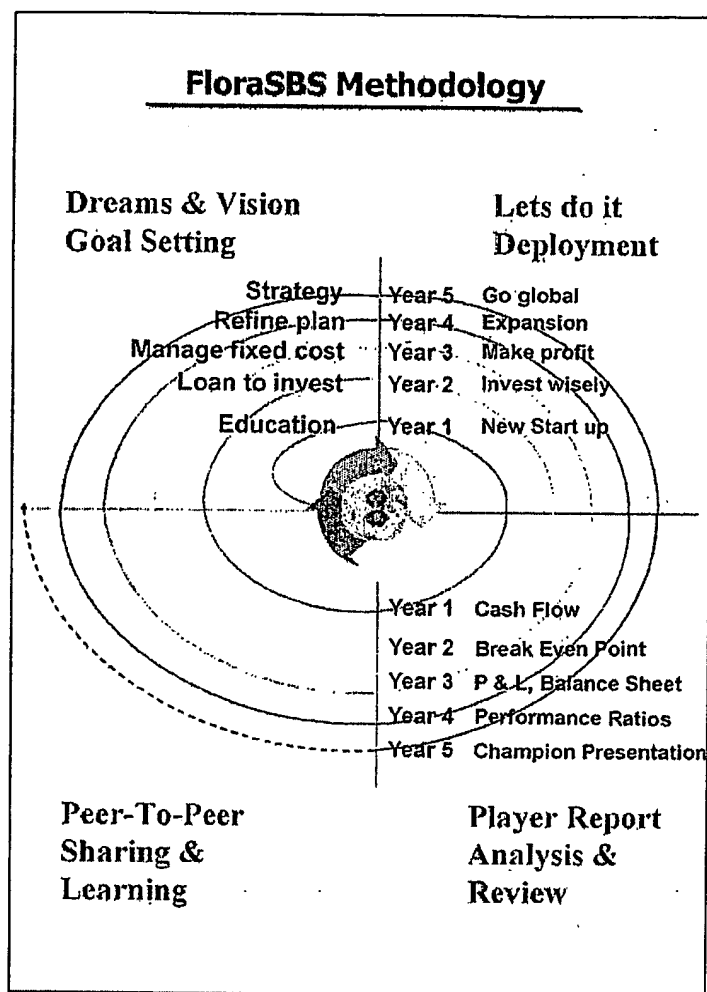 FloraSBS Methodology
Dreams & Vision
Goal Setting
Lets do it
Deployment
Strategy Year 5 Go global
Refine plan Year 4 Expansion
Manage fixed cost Year 3 Make profit
Loan to invest Year 2 Invest wisely
Education Year 1 New Start up
Year 1 Cash Flow
Year 2 Break Even Point
Year 3 P & L, Balance Sheet
Year 4 Performance Ratios
Year 5 Champion Presentation
Peer-To-Peer
Sharing &
Learning
Player Report
Analysis &
Review